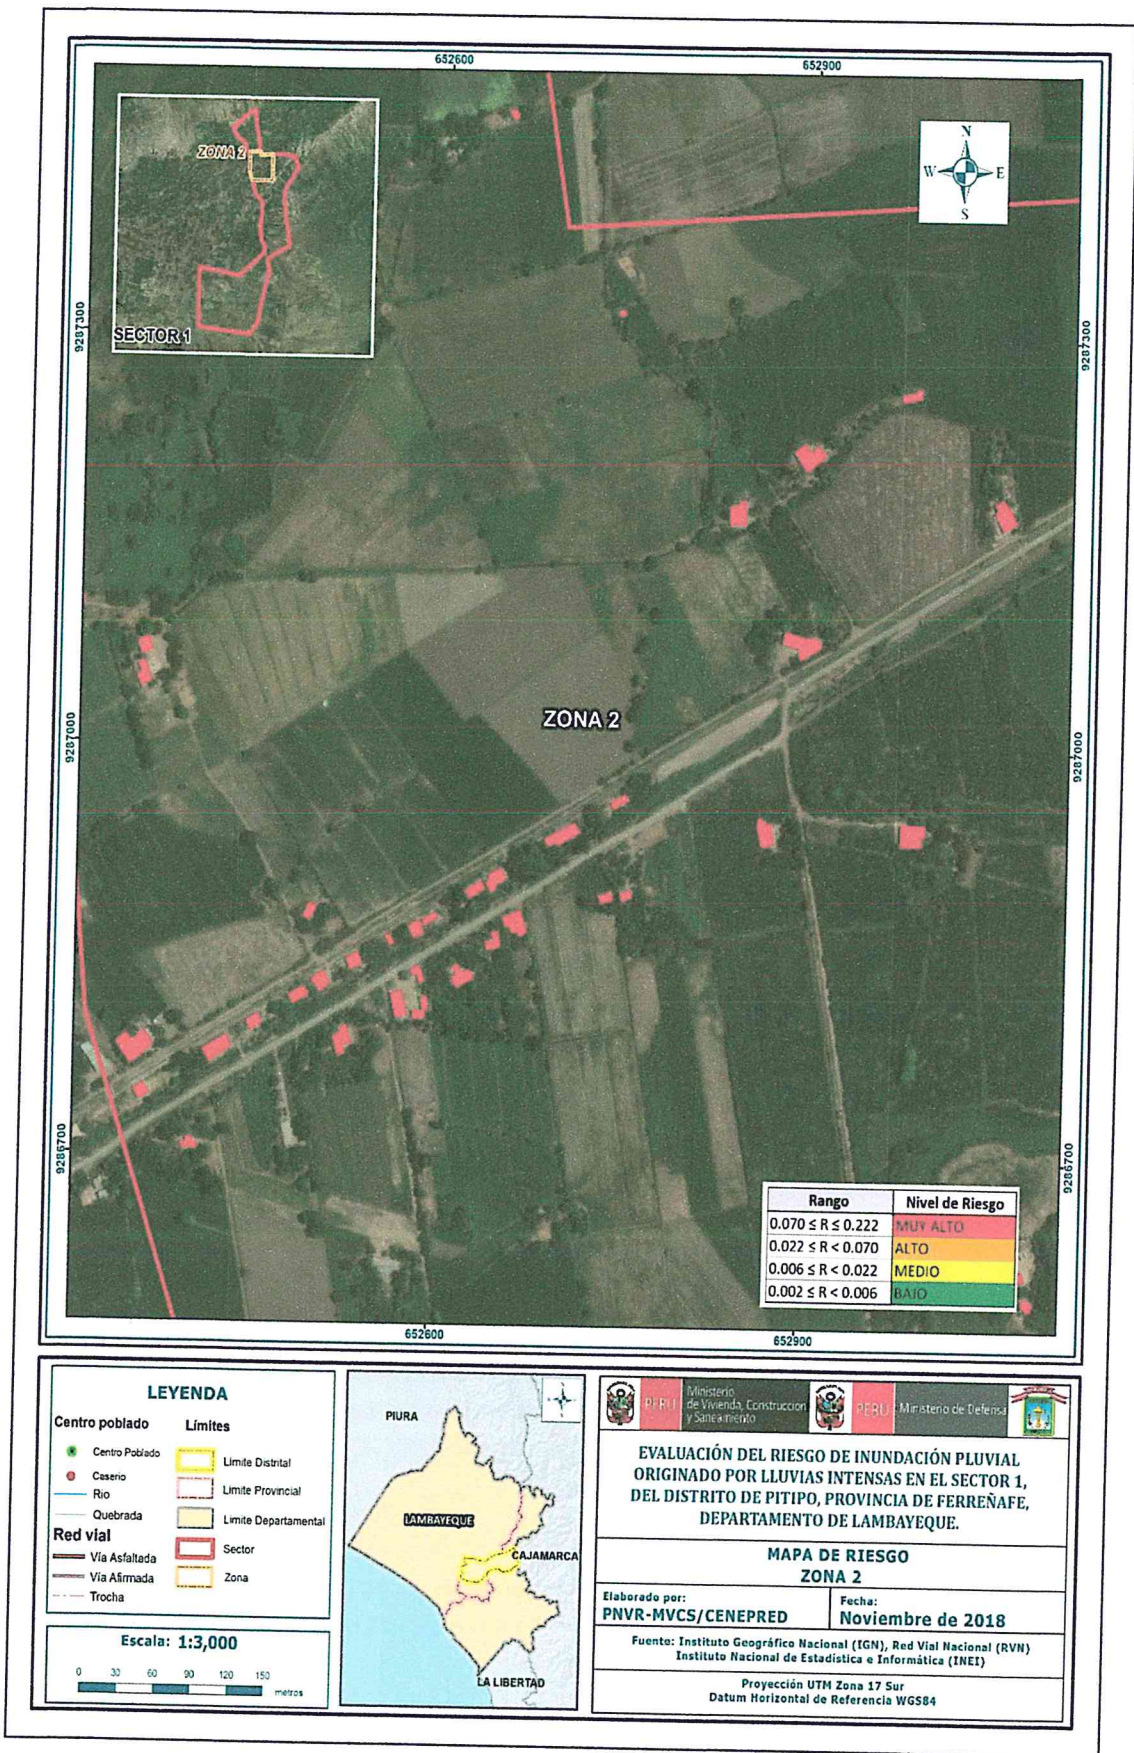 652600
652900
ZONA 2
N
W
E
S
SECTOR 1
9287300
9287300
ZONA 2
9287000
9287000
9286700
9286700
Rango
Nivel de Riesgo
0.070 ≤ R ≤ 0.222
MUY ALTO
0.022 ≤ R < 0.070
ALTO
0.006 ≤ R < 0.022
MEDIO
0.002 ≤ R < 0.006
BAJO
652600
652900
LEYENDA
Centro poblado
Centro Poblado
Caserio
Rio
Quebrada
Red vial
Vía Asfaltada
Vía Afirmada
Trocha
Límites
Limite Distrital
Limite Provincial
Limite Departamental
Sector
Zona
Escala: 1:3,000
0 30 60 90 120 150
metros
PIURA
LAMBAYEQUE
CAJAMARCA
LA LIBERTAD
PERÚ
Ministerio
de Vivienda, Construcción
y Saneamiento
PERÚ
Ministerio de Defensa
EVALUACIÓN DEL RIESGO DE INUNDACIÓN PLUVIAL
ORIGINADO POR LLUVIAS INTENSAS EN EL SECTOR 1,
DEL DISTRITO DE PITIPO, PROVINCIA DE FERREÑAFE,
DEPARTAMENTO DE LAMBAYEQUE.
MAPA DE RIESGO
ZONA 2
Elaborado por:
PNVR-MVCS/CENEPRED
Fecha:
Noviembre de 2018
Fuente: Instituto Geográfico Nacional (IGN), Red Vial Nacional (RVN)
Instituto Nacional de Estadística e Informática (INEI)
Proyección UTM Zona 17 Sur
Datum Horizontal de Referencia WGS84